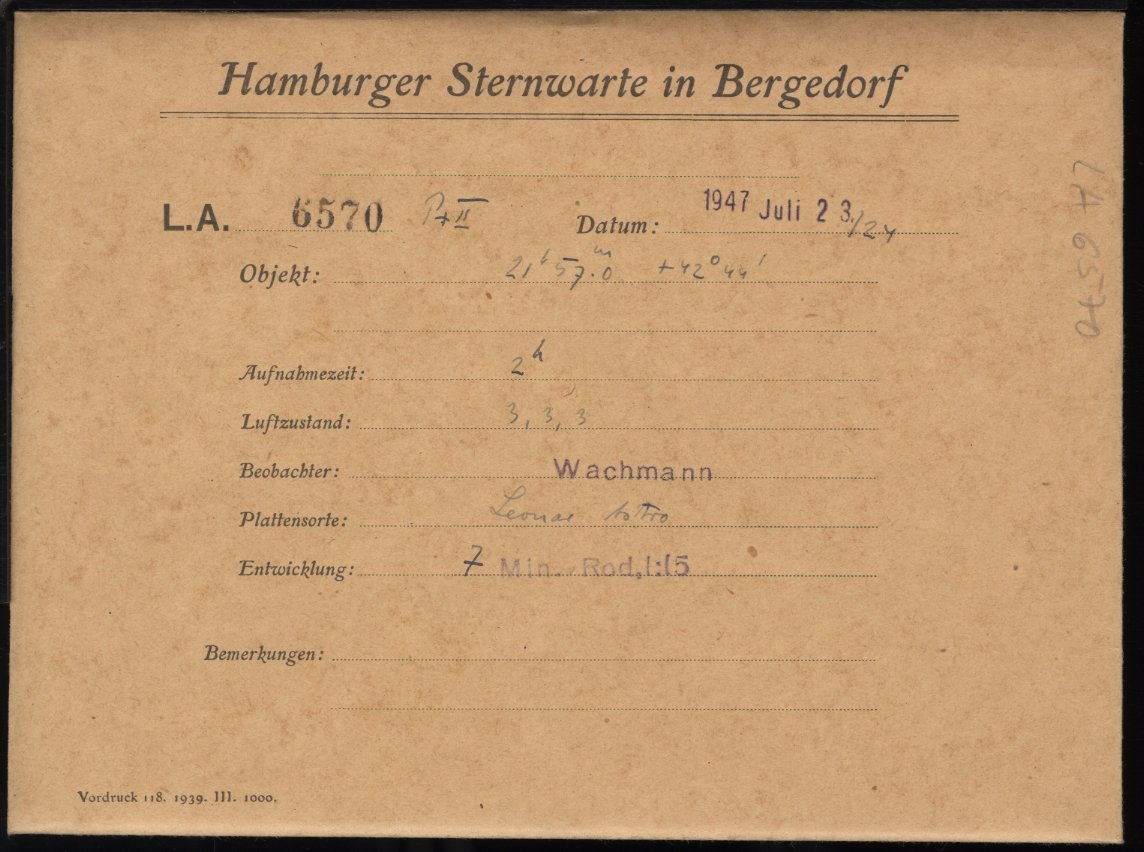 Hamburger Sternwarte in Bergedorf
L.A. 6570 II Datum: 1947 Juli 23./24
Objekt: 21h 57.m0 +42° 44'
Aufnahmezeit: 2h
Luftzustand: 3, 3, 3
Beobachter: Wachmann
Plattensorte: Astro
Entwicklung: 7 Min. Rod, 1:15
Bemerkungen:
Vordruck 118. 1939. III. 1000.
LA 6570